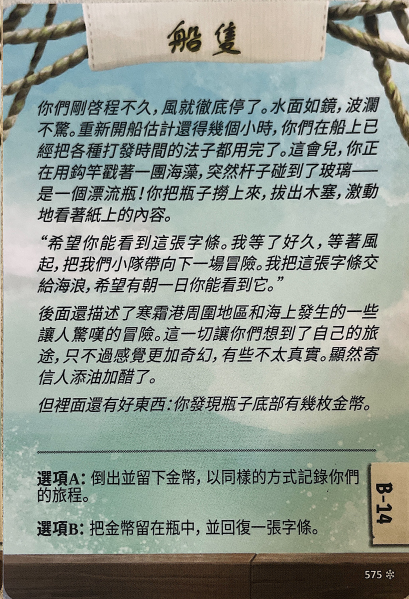 船隻
你們剛啓程不久，風就徹底停了。水面如鏡，波瀾
不驚。重新開船估計還得幾個小時，你們在船上已
經把各種打發時間的法子都用完了。這會兒，你正
在用鈎竿戳著一團海藻，突然杆子碰到了玻璃——
是一個漂流瓶！你把瓶子撈上來，拔出木塞，激動
地看著紙上的內容。
“希望你能看到這張字條。我等了好久，等著風
起，把我們小隊帶向下一場冒險。我把這張字條交
給海浪，希望有朝一日你能看到它。”
後面還描述了寒霜港周圍地區和海上發生的一些
讓人驚嘆的冒險。這一切讓你們想到了自己的旅
途，只不過感覺更加奇幻，有些不太真實。顯然寄
信人添油加醋了。
但裡面還有好東西：你發現瓶子底部有幾枚金幣。
選項A：倒出並留下金幣，以同樣的方式記錄你們
的旅程。
選項B：把金幣留在瓶中，並回復一張字條。
B-14
575